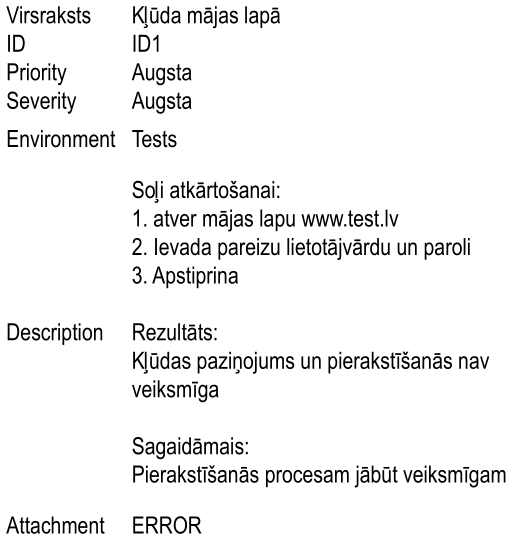 Virsraksts Kļūda mājas lapā
ID ID1
Priority Augsta
Severity Augsta
Environment Tests
Soļi atkārtošanai:
1. atver mājas lapu www.test.lv
2. Ievada pareizu lietotājvārdu un paroli
3. Apstiprina
Description Rezultāts:
Kļūdas paziņojums un pierakstīšanās nav
veiksmīga
Sagaidāmais:
Pierakstīšanās procesam jābūt veiksmīgam
Attachment ERROR